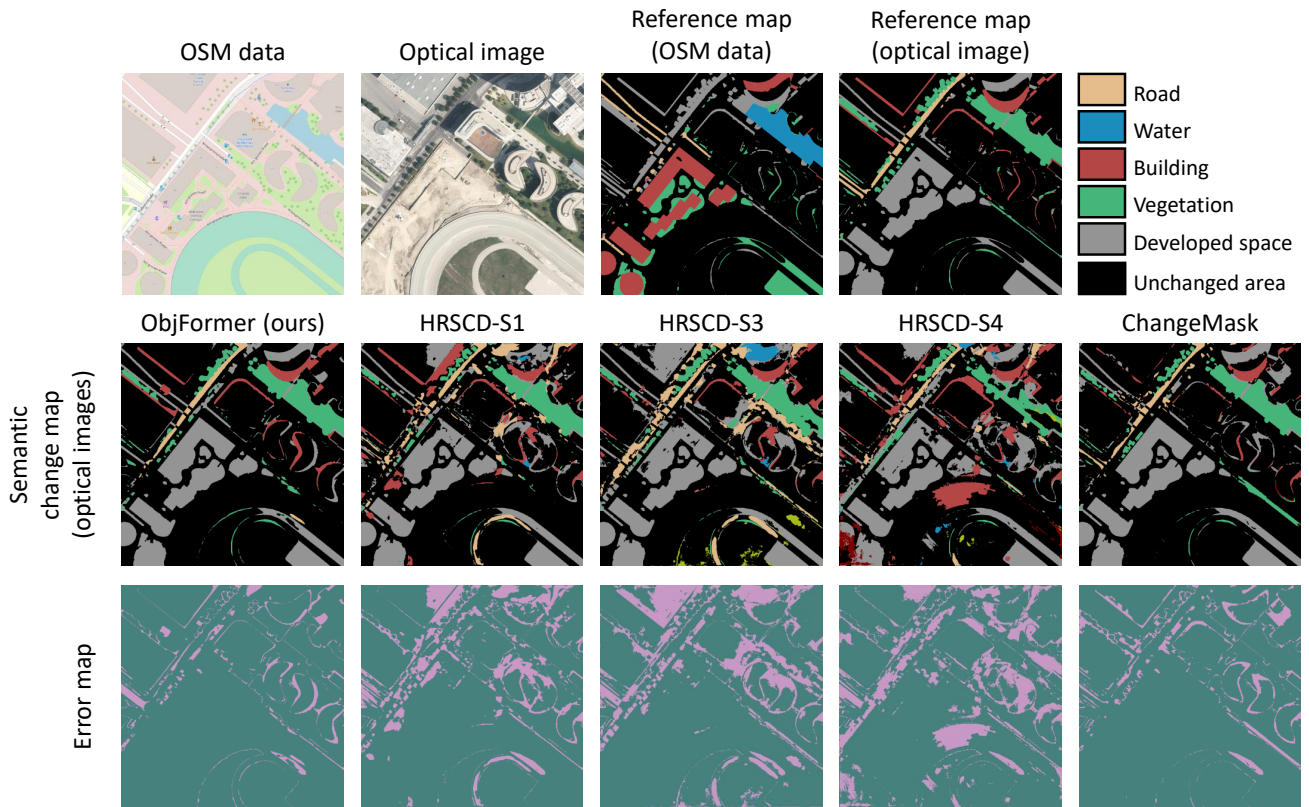 OSM data
Optical image
Reference map
(OSM data)
Reference map
(optical image)
Road
Water
Building
Vegetation
Developed space
Unchanged area
ObjFormer (ours)
HRSCD-S1
HRSCD-S3
HRSCD-S4
ChangeMask
Semantic
change map
(optical images)
Error map